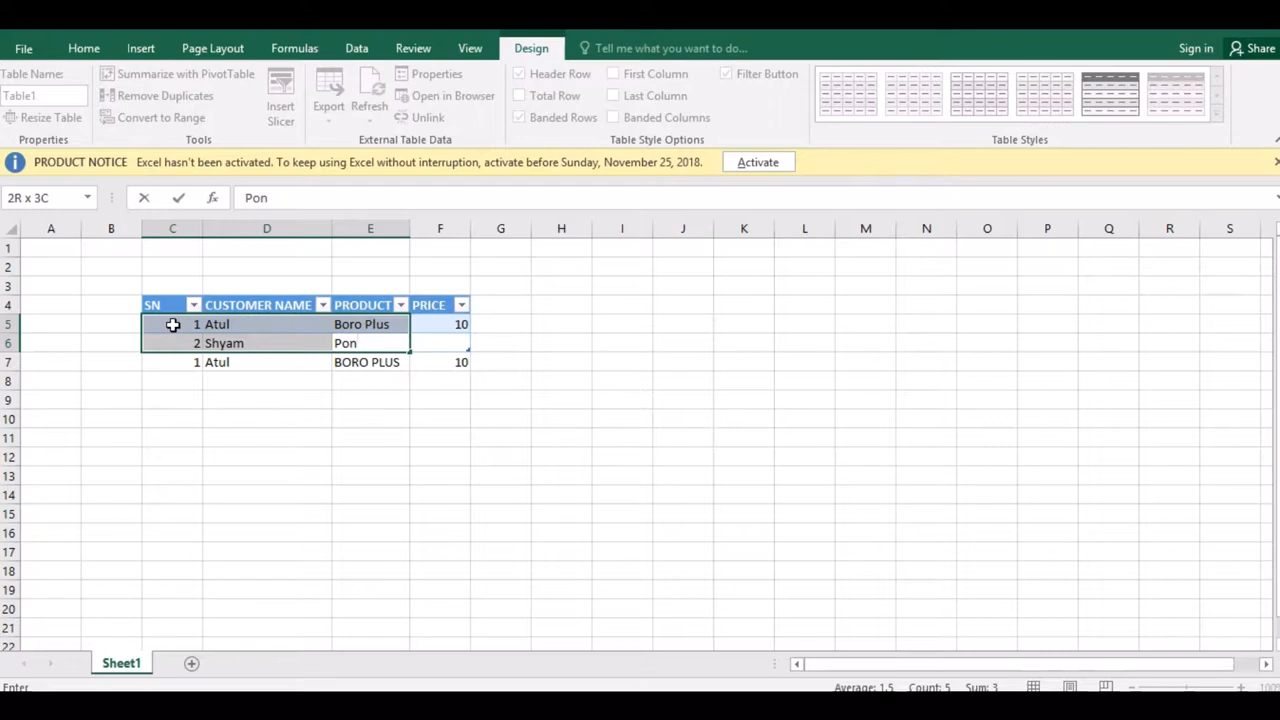 File Home Insert Page Layout Formulas Data Review View Design Tell me what you want to do... Sign in Share
Table Name: Summarize with PivotTable Properties Header Row First Column Filter Button
Table1 Remove Duplicates Insert Slicer Export Refresh Open in Browser Total Row Last Column
Resize Table Convert to Range Unlink Banded Rows Banded Columns
Properties Tools External Table Data Table Style Options Table Styles
PRODUCT NOTICE Excel hasn't been activated. To keep using Excel without interruption, activate before Sunday, November 25, 2018. Activate
2R x 3C fx Pon
A B C D E F G H I J K L M N O P Q R S
1
2
3
4 SN CUSTOMER NAME PRODUCT PRICE
5 1 Atul Boro Plus 10
6 2 Shyam Pon
7 1 Atul BORO PLUS 10
8
9
10
11
12
13
14
15
16
17
18
19
20
21
22
Sheet1
Enter Average: 1.5 Count: 5 Sum: 3 100%